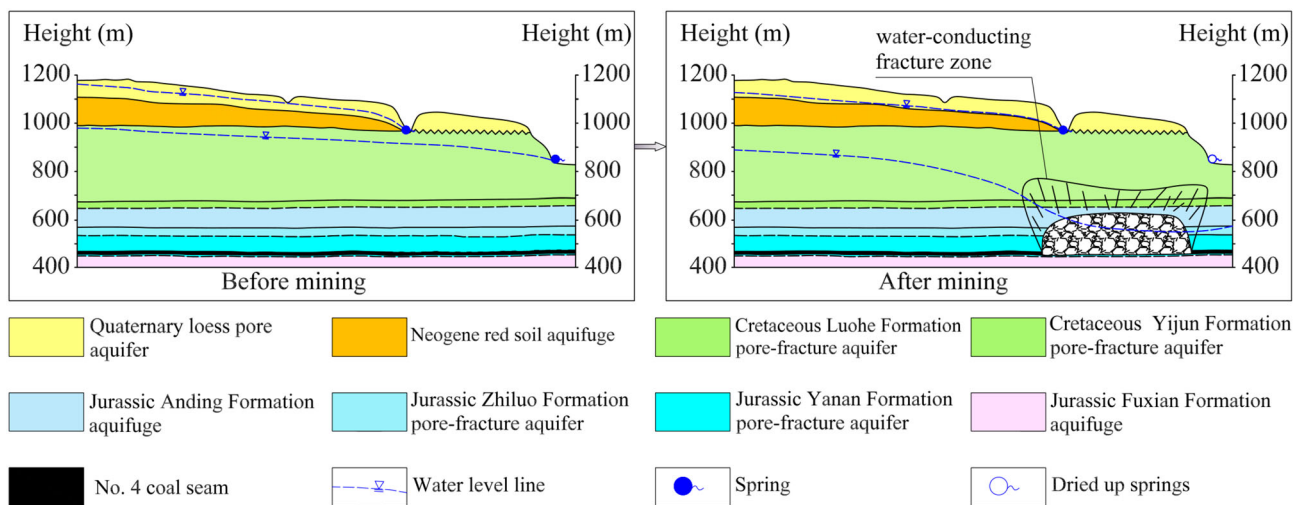 Height (m)
Height (m)
1200
1000
800
600
400
1200
1000
800
600
400
Before mining
water-conducting
fracture zone
Height (m)
Height (m)
1200
1000
800
600
400
1200
1000
800
600
400
After mining
Quaternary loess pore
aquifer
Neogene red soil aquifuge
Cretaceous Luohe Formation
pore-fracture aquifer
Cretaceous Yijun Formation
pore-fracture aquifer
Jurassic Anding Formation
aquifuge
Jurassic Zhiluo Formation
pore-fracture aquifer
Jurassic Yanan Formation
pore-fracture aquifer
Jurassic Fuxian Formation
aquifuge
No. 4 coal seam
Water level line
Spring
Dried up springs